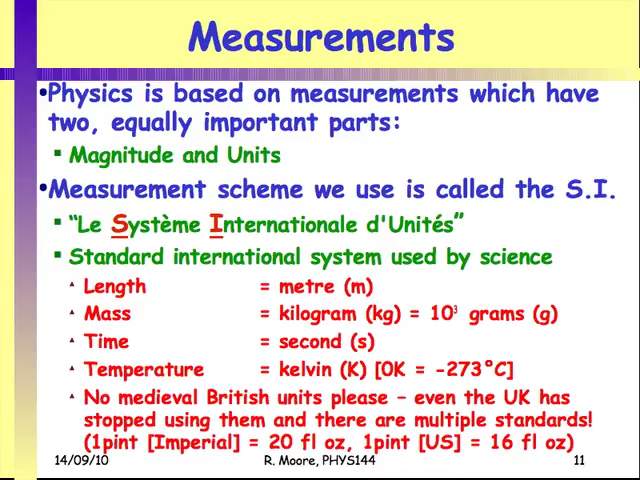 Measurements
•Physics is based on measurements which have
two, equally important parts:
▪ Magnitude and Units
•Measurement scheme we use is called the S.I.
▪ “Le Système Internationale d'Unités”
▪ Standard international system used by science
▴ Length = metre (m)
▴ Mass = kilogram (kg) = 10³ grams (g)
▴ Time = second (s)
▴ Temperature = kelvin (K) [0K = -273°C]
▴ No medieval British units please – even the UK has
stopped using them and there are multiple standards!
(1pint [Imperial] = 20 fl oz, 1pint [US] = 16 fl oz)
14/09/10 R. Moore, PHYS144 11